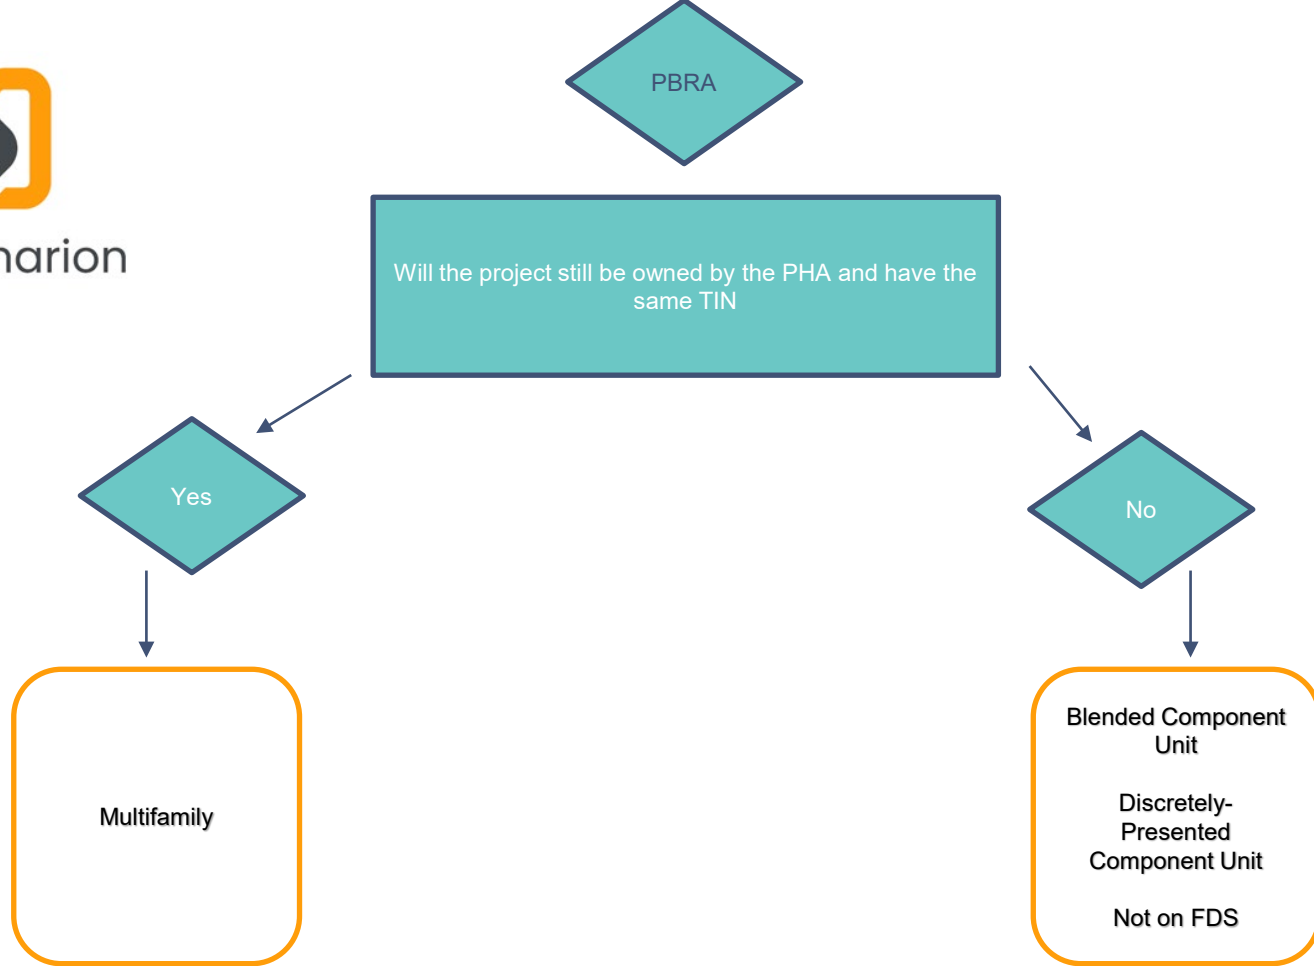 PBRA
narion
Will the project still be owned by the PHA and have the
same TIN
Yes
No
Multifamily
Blended Component
Unit
Discretely-
Presented
Component Unit
Not on FDS